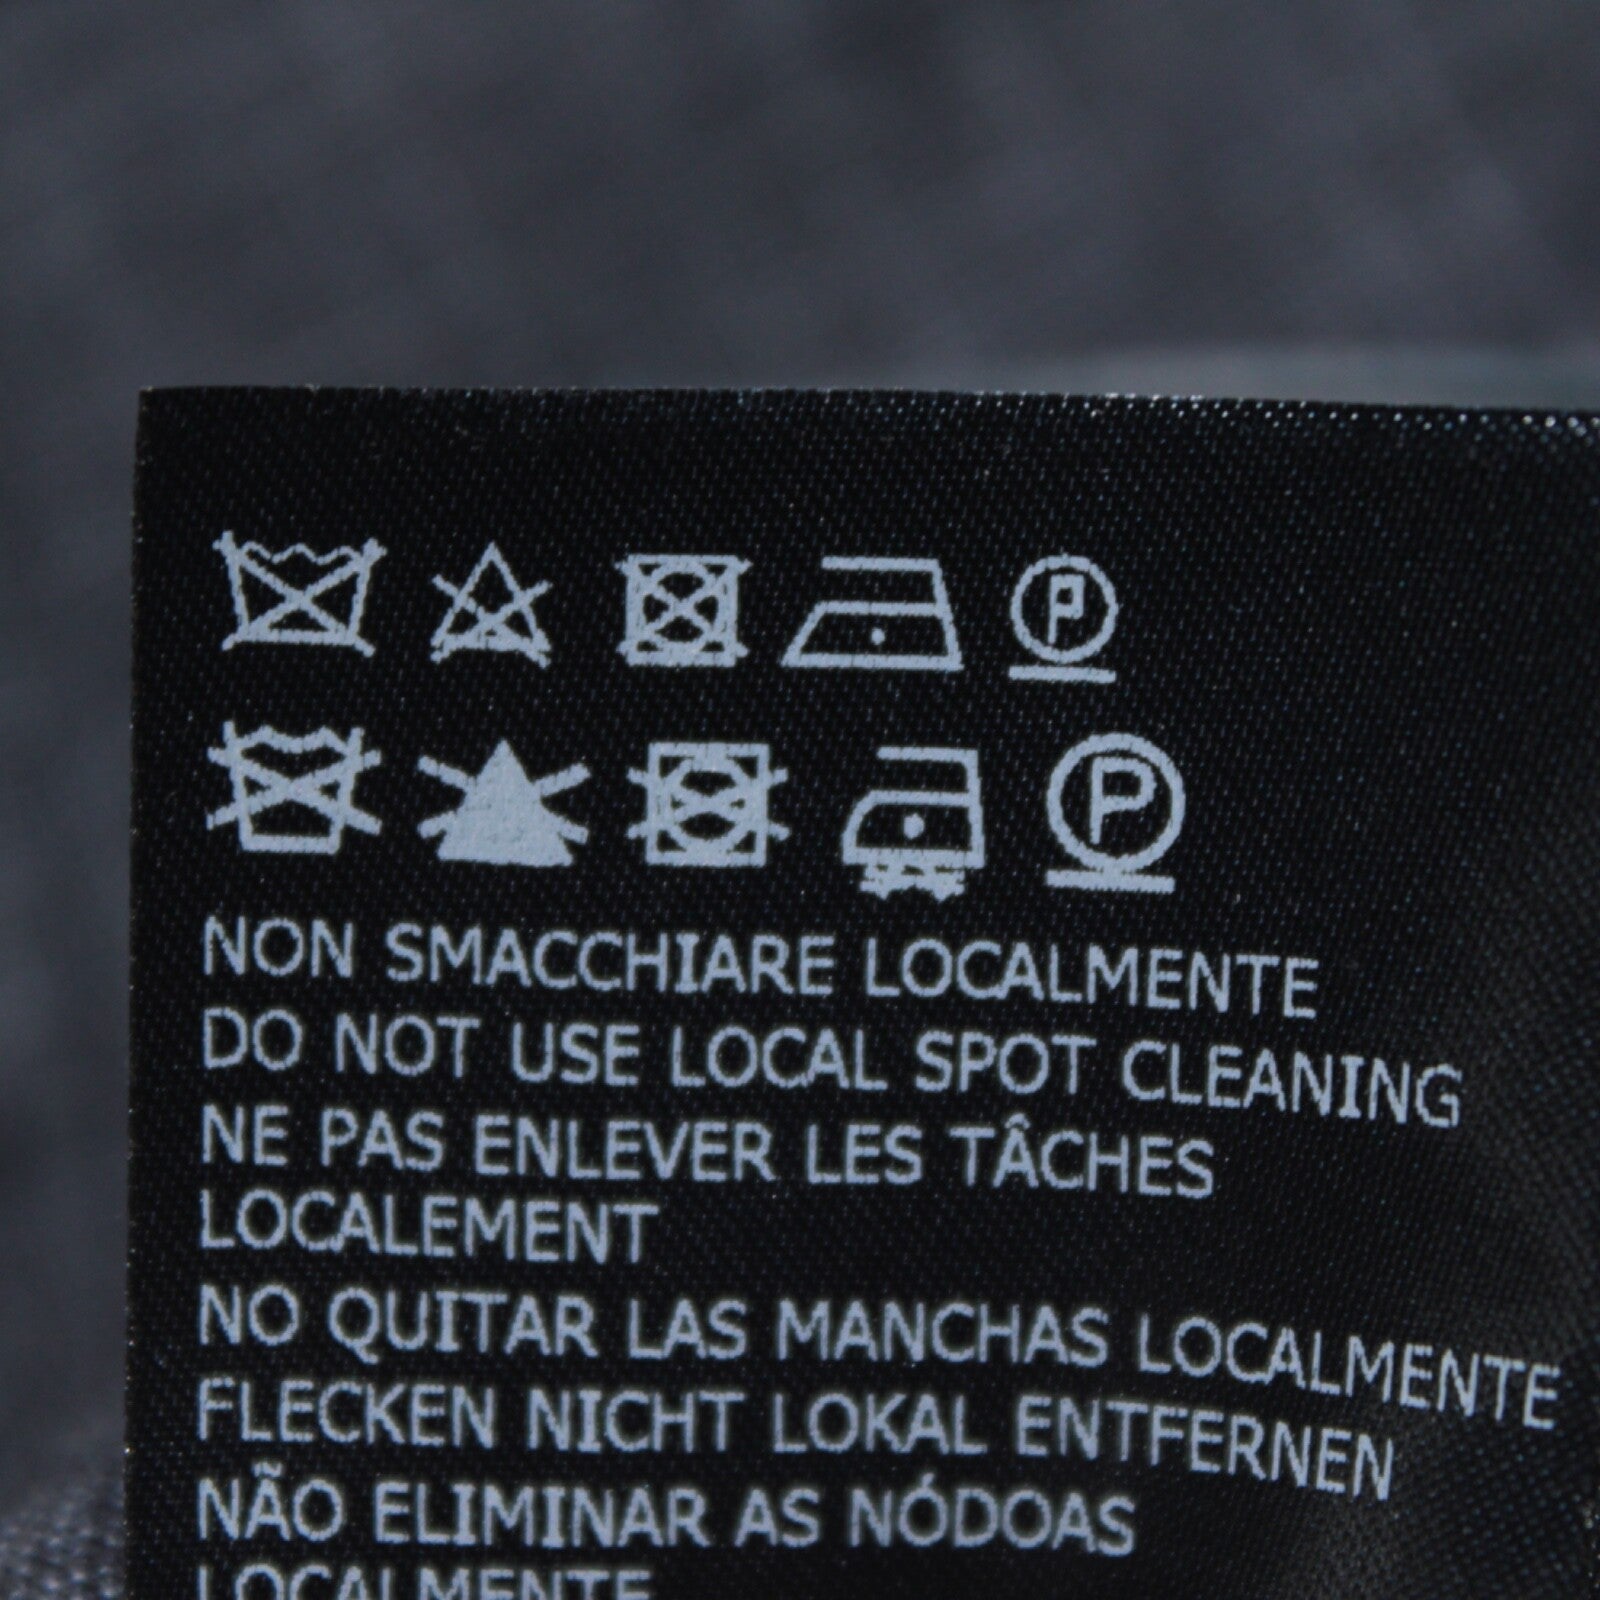 P
P
NON SMACCHIARE LOCALMENTE
DO NOT USE LOCAL SPOT CLEANING
NE PAS ENLEVER LES TÂCHES
LOCALEMENT
NO QUITAR LAS MANCHAS LOCALMENTE
FLECKEN NICHT LOKAL ENTFERNEN
NÃO ELIMINAR AS NÓDOAS
LOCALMENTE